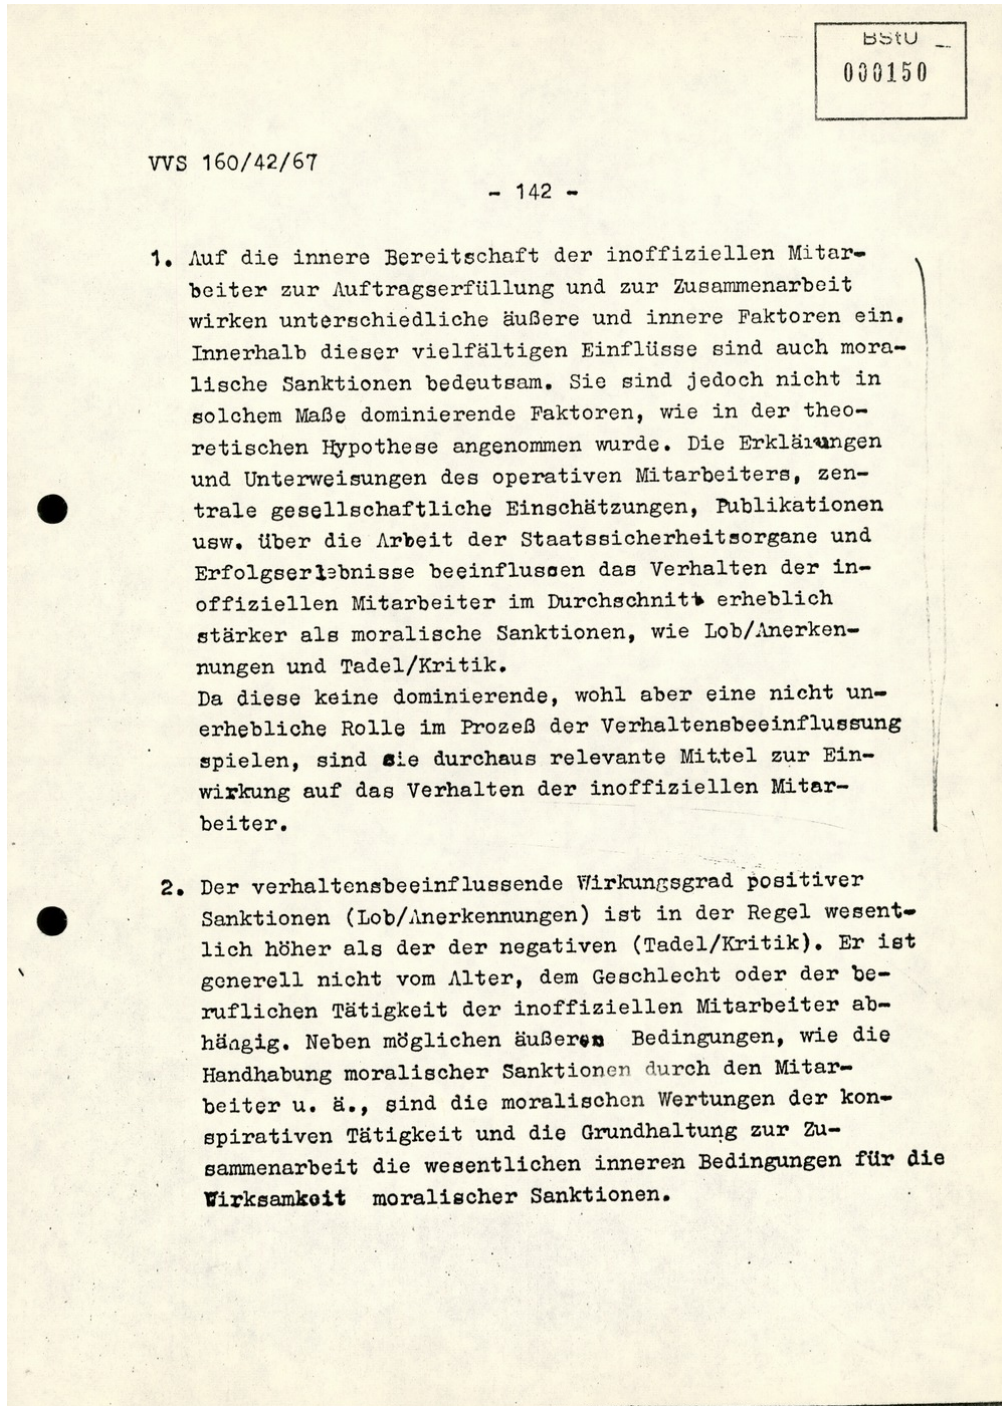 BStU
000150
VVS 160/42/67
- 142 -
1. Auf die innere Bereitschaft der inoffiziellen Mitar-
beiter zur Auftragserfüllung und zur Zusammenarbeit
wirken unterschiedliche äußere und innere Faktoren ein.
Innerhalb dieser vielfältigen Einflüsse sind auch mora-
lische Sanktionen bedeutsam. Sie sind jedoch nicht in
solchem Maße dominierende Faktoren, wie in der theo-
retischen Hypothese angenommen wurde. Die Erklärungen
und Unterweisungen des operativen Mitarbeiters, zen-
trale gesellschaftliche Einschätzungen, Publikationen
usw. über die Arbeit der Staatssicherheitsorgane und
Erfolgserlebnisse beeinflussen das Verhalten der in-
offiziellen Mitarbeiter im Durchschnitt erheblich
stärker als moralische Sanktionen, wie Lob/Anerken-
nungen und Tadel/Kritik.
Da diese keine dominierende, wohl aber eine nicht un-
erhebliche Rolle im Prozeß der Verhaltensbeeinflussung
spielen, sind sie durchaus relevante Mittel zur Ein-
wirkung auf das Verhalten der inoffiziellen Mitar-
beiter.
2. Der verhaltensbeeinflussende Wirkungsgrad positiver
Sanktionen (Lob/Anerkennungen) ist in der Regel wesent-
lich höher als der der negativen (Tadel/Kritik). Er ist
generell nicht vom Alter, dem Geschlecht oder der be-
ruflichen Tätigkeit der inoffiziellen Mitarbeiter ab-
hängig. Neben möglichen äußeren Bedingungen, wie die
Handhabung moralischer Sanktionen durch den Mitar-
beiter u. ä., sind die moralischen Wertungen der kon-
spirativen Tätigkeit und die Grundhaltung zur Zu-
sammenarbeit die wesentlichen inneren Bedingungen für die
Wirksamkeit moralischer Sanktionen.